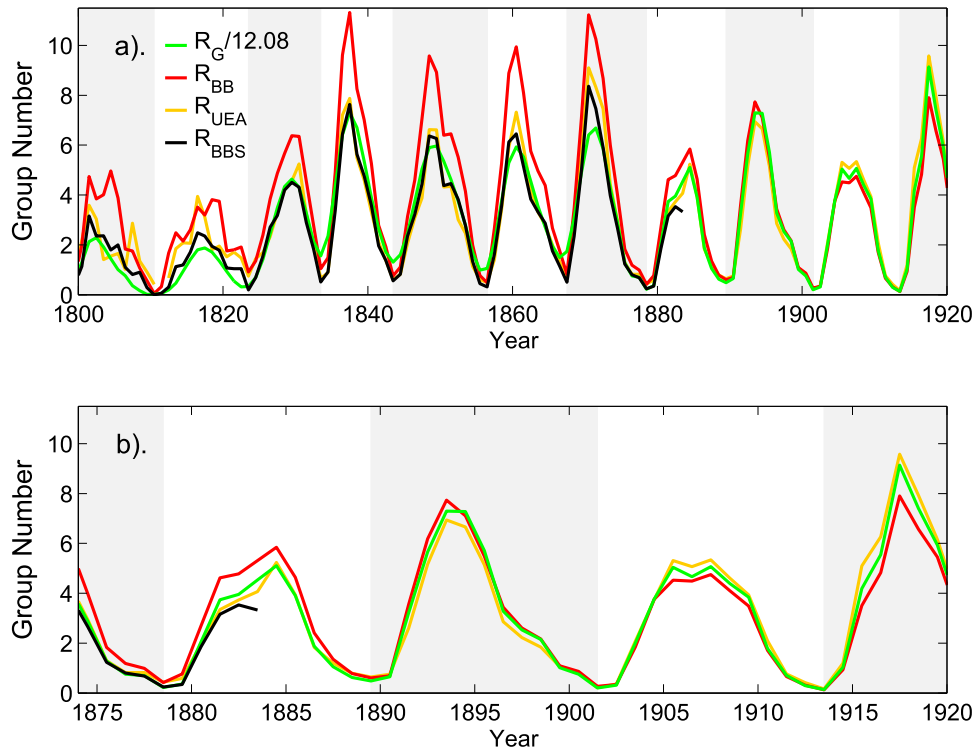 a).
R_G/12.08
R_BB
R_UEA
R_BBS
Group Number
10
8
6
4
2
0
1800 1820 1840 1860 1880 1900 1920
Year
b).
Group Number
10
8
6
4
2
0
1875 1880 1885 1890 1895 1900 1905 1910 1915 1920
Year